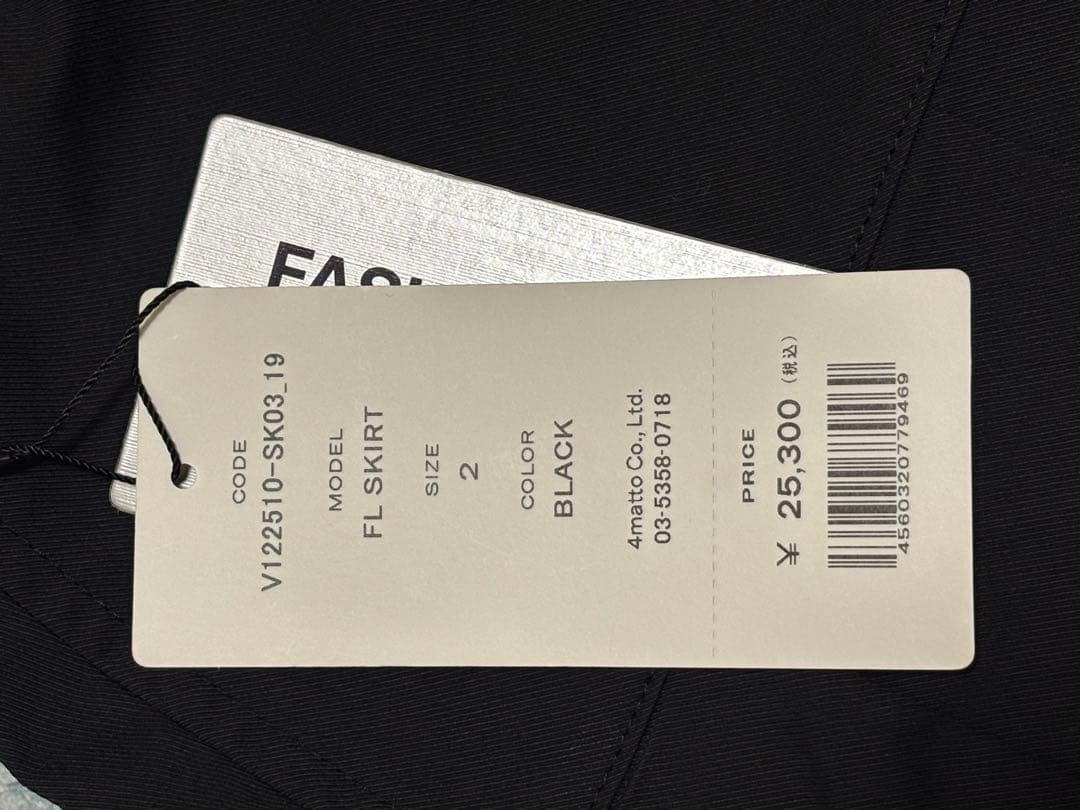 CODE
V122510-SK03_19
MODEL
FL SKIRT
SIZE
2
COLOR
BLACK
4matto Co., Ltd.
03-5358-0718
PRICE
¥ 25,300 (税込)
4560320779469